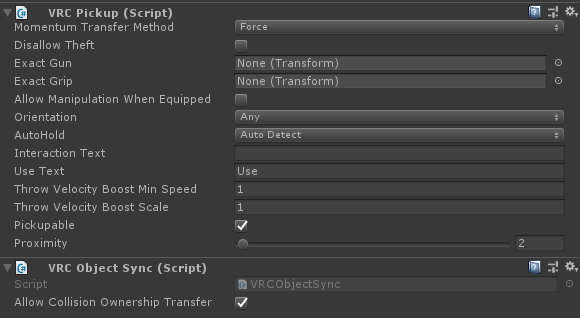 VRC Pickup (Script)
Momentum Transfer Method Force
Disallow Theft
Exact Gun None (Transform)
Exact Grip None (Transform)
Allow Manipulation When Equipped
Orientation Any
AutoHold Auto Detect
Interaction Text
Use Text Use
Throw Velocity Boost Min Speed 1
Throw Velocity Boost Scale 1
Pickupable
Proximity 2
VRC Object Sync (Script)
Script VRCObjectSync
Allow Collision Ownership Transfer